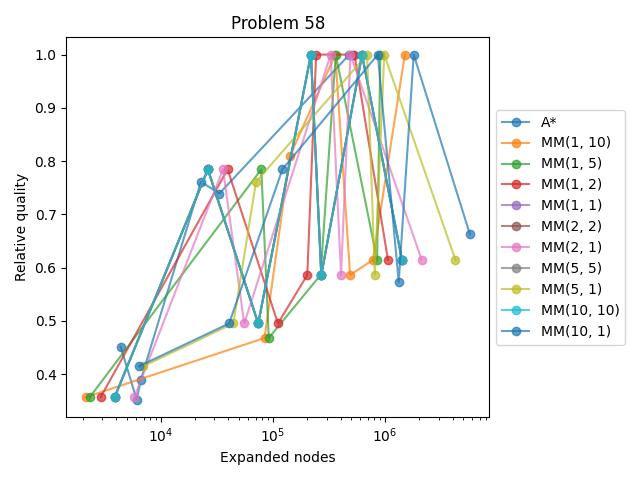 Problem 58
1.0
0.9
0.8
0.7
0.6
0.5
0.4
Relative quality
10^4
10^5
10^6
Expanded nodes
A*
MM(1, 10)
MM(1, 5)
MM(1, 2)
MM(1, 1)
MM(2, 2)
MM(2, 1)
MM(5, 5)
MM(5, 1)
MM(10, 10)
MM(10, 1)